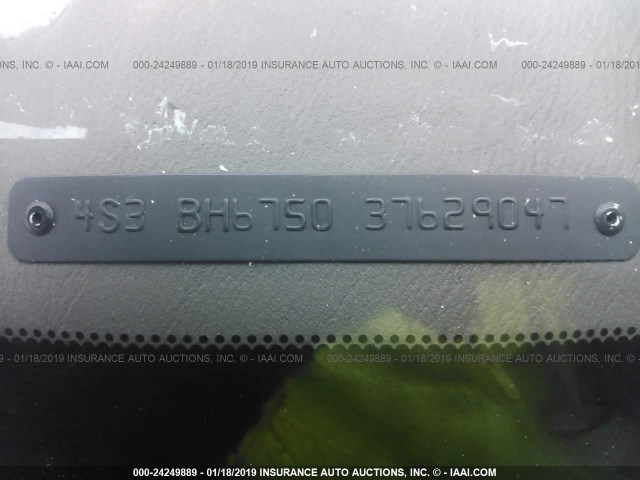 NS, INC. © - IAAI.COM 000-24249889 - 01/18/2019 INSURANCE AUTO AUCTIONS, INC. © - IAAI.COM 000-24249889 - 01/18/2019
4S3 BH6750 37629047
- 01/18/2019 INSURANCE AUTO AUCTIONS, INC. © - IAAI.COM 000-24249889 - 01/18/2019 INSURANCE AUTO AUCTIONS,
000-24249889 - 01/18/2019 INSURANCE AUTO AUCTIONS, INC. © - IAAI.COM